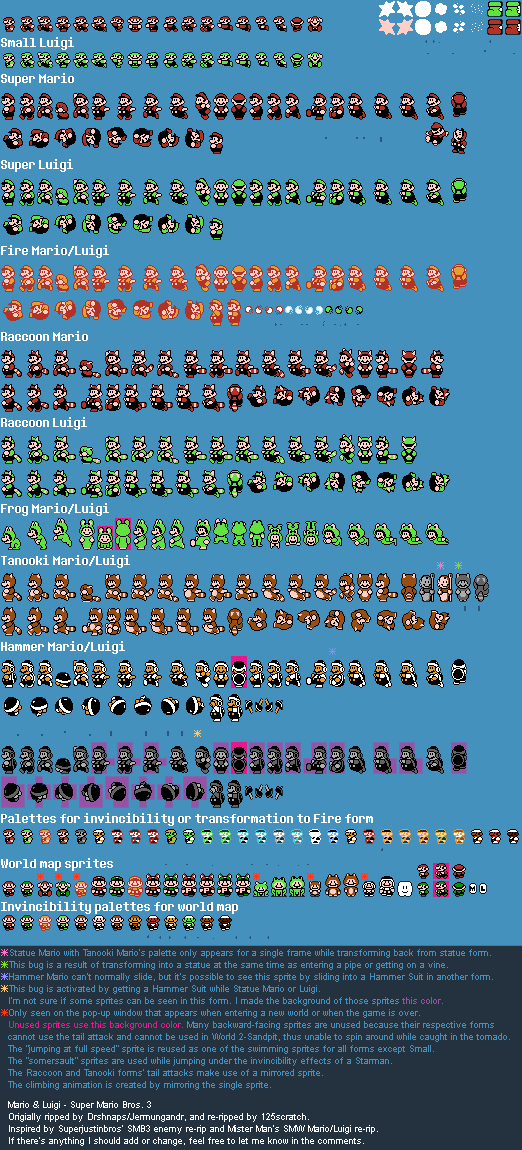 Small Luigi
Super Mario
Super Luigi
Fire Mario/Luigi
Raccoon Mario
Raccoon Luigi
Frog Mario/Luigi
Tanooki Mario/Luigi
Hammer Mario/Luigi
Palettes for invincibility or transformation to Fire form
World map sprites
M L
Invincibility palettes for world map
Statue Mario with Tanooki Mario's palette only appears for a single frame while transforming back from statue form.
This bug is a result of transforming into a statue at the same time as entering a pipe or getting on a vine.
Hammer Mario can't normally slide, but it's possible to see this sprite by sliding into a Hammer Suit in another form.
This bug is activated by getting a Hammer Suit while Statue Mario or Luigi.
I'm not sure if some sprites can be seen in this form. I made the background of those sprites this color.
Only seen on the pop-up window that appears when entering a new world or when the game is over.
Unused sprites use this background color. Many backward-facing sprites are unused because their respective forms
cannot use the tail attack and cannot be used in World 2-Sandpit, thus unable to spin around while caught in the tornado.
The "jumping at full speed" sprite is reused as one of the swimming sprites for all forms except Small.
The "somersault" sprites are used while jumping under the invincibility effects of a Starman.
The Raccoon and Tanooki forms' tail attacks make use of a mirrored sprite.
The climbing animation is created by mirroring the single sprite.
Mario & Luigi - Super Mario Bros. 3
Origially ripped by Drshnaps/Jermungandr, and re-ripped by 125scratch.
Inspired by Superjustinbros' SMB3 enemy re-rip and Mister Man's SMW Mario/Luigi re-rip.
If there's anything I should add or change, feel free to let me know in the comments.